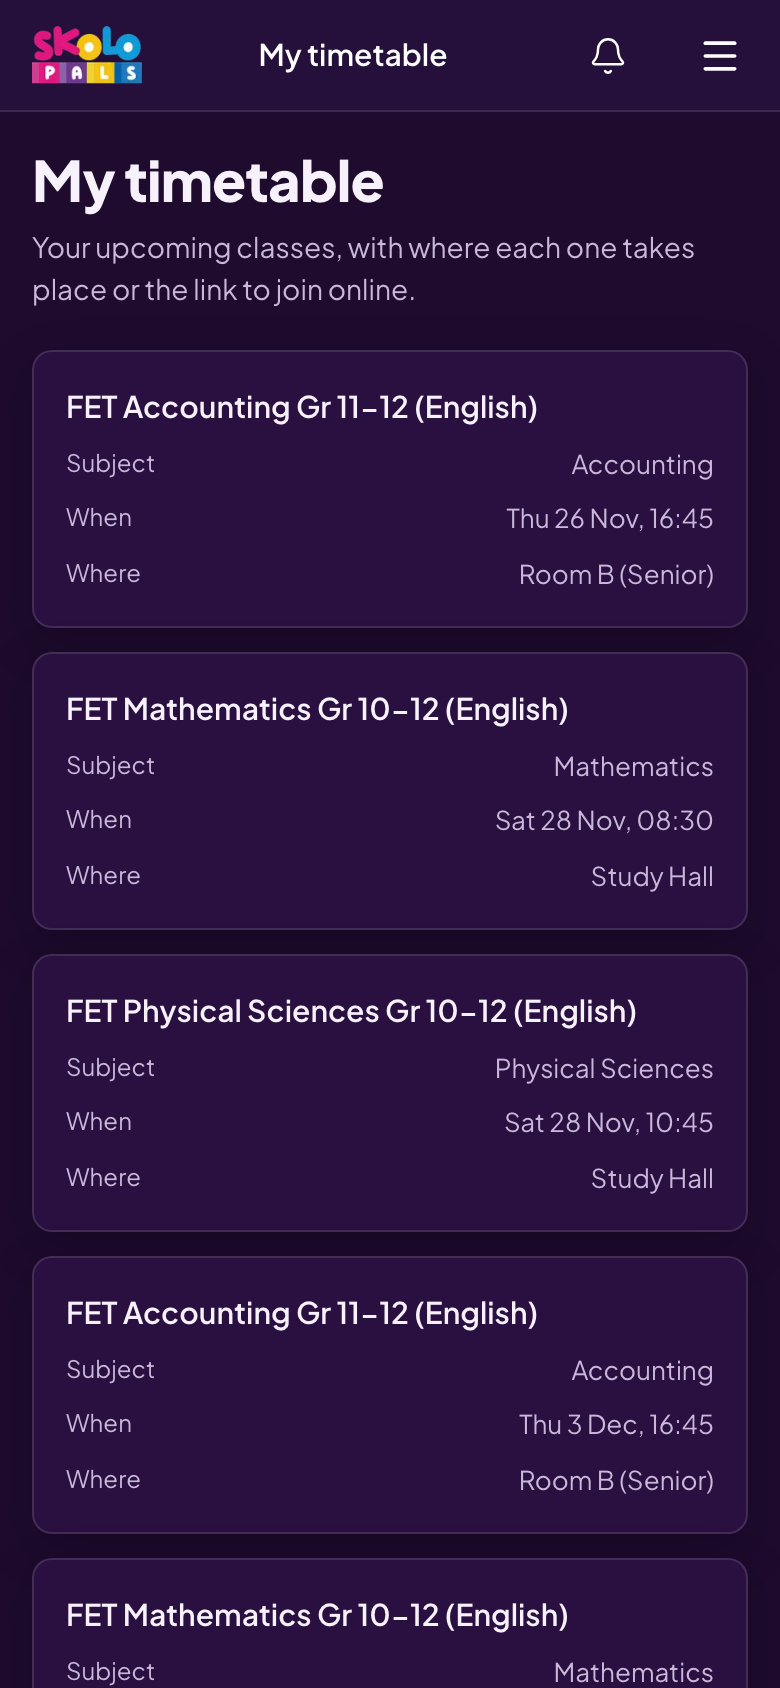 SKOLO
PALS
My timetable
My timetable
Your upcoming classes, with where each one takes
place or the link to join online.
FET Accounting Gr 11–12 (English)
Subject Accounting
When Thu 26 Nov, 16:45
Where Room B (Senior)
FET Mathematics Gr 10–12 (English)
Subject Mathematics
When Sat 28 Nov, 08:30
Where Study Hall
FET Physical Sciences Gr 10–12 (English)
Subject Physical Sciences
When Sat 28 Nov, 10:45
Where Study Hall
FET Accounting Gr 11–12 (English)
Subject Accounting
When Thu 3 Dec, 16:45
Where Room B (Senior)
FET Mathematics Gr 10–12 (English)
Subject Mathematics